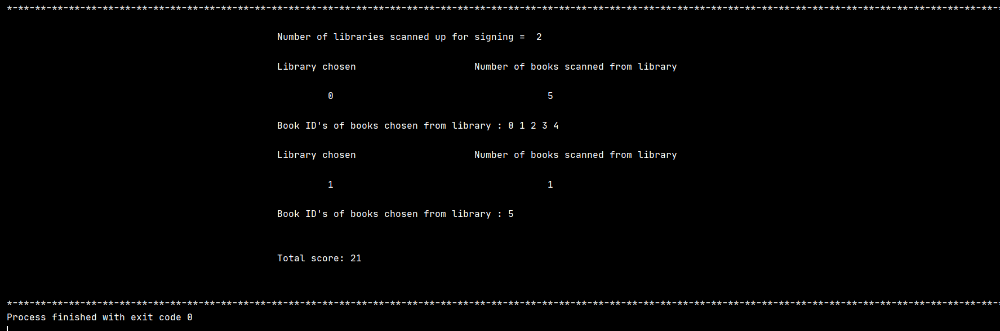 *-**-**-**-**-**-**-**-**-**-**-**-**-**-**-**-**-**-**-**-**-**-**-**-**-**-**-**-**-**-**-**-**-**-**-**-**-**-**-**-**-**-**-**-**-**-**-**-**-**-**-**-**-**-**-**-**-**-**-*
Number of libraries scanned up for signing =  2
Library chosen                     Number of books scanned from library
0                                      5
Book ID's of books chosen from library : 0 1 2 3 4
Library chosen                     Number of books scanned from library
1                                      1
Book ID's of books chosen from library : 5
Total score: 21
*-**-**-**-**-**-**-**-**-**-**-**-**-**-**-**-**-**-**-**-**-**-**-**-**-**-**-**-**-**-**-**-**-**-**-**-**-**-**-**-**-**-**-**-**-**-**-**-**-**-**-**-**-**-**-**-**-**-**-*
Process finished with exit code 0